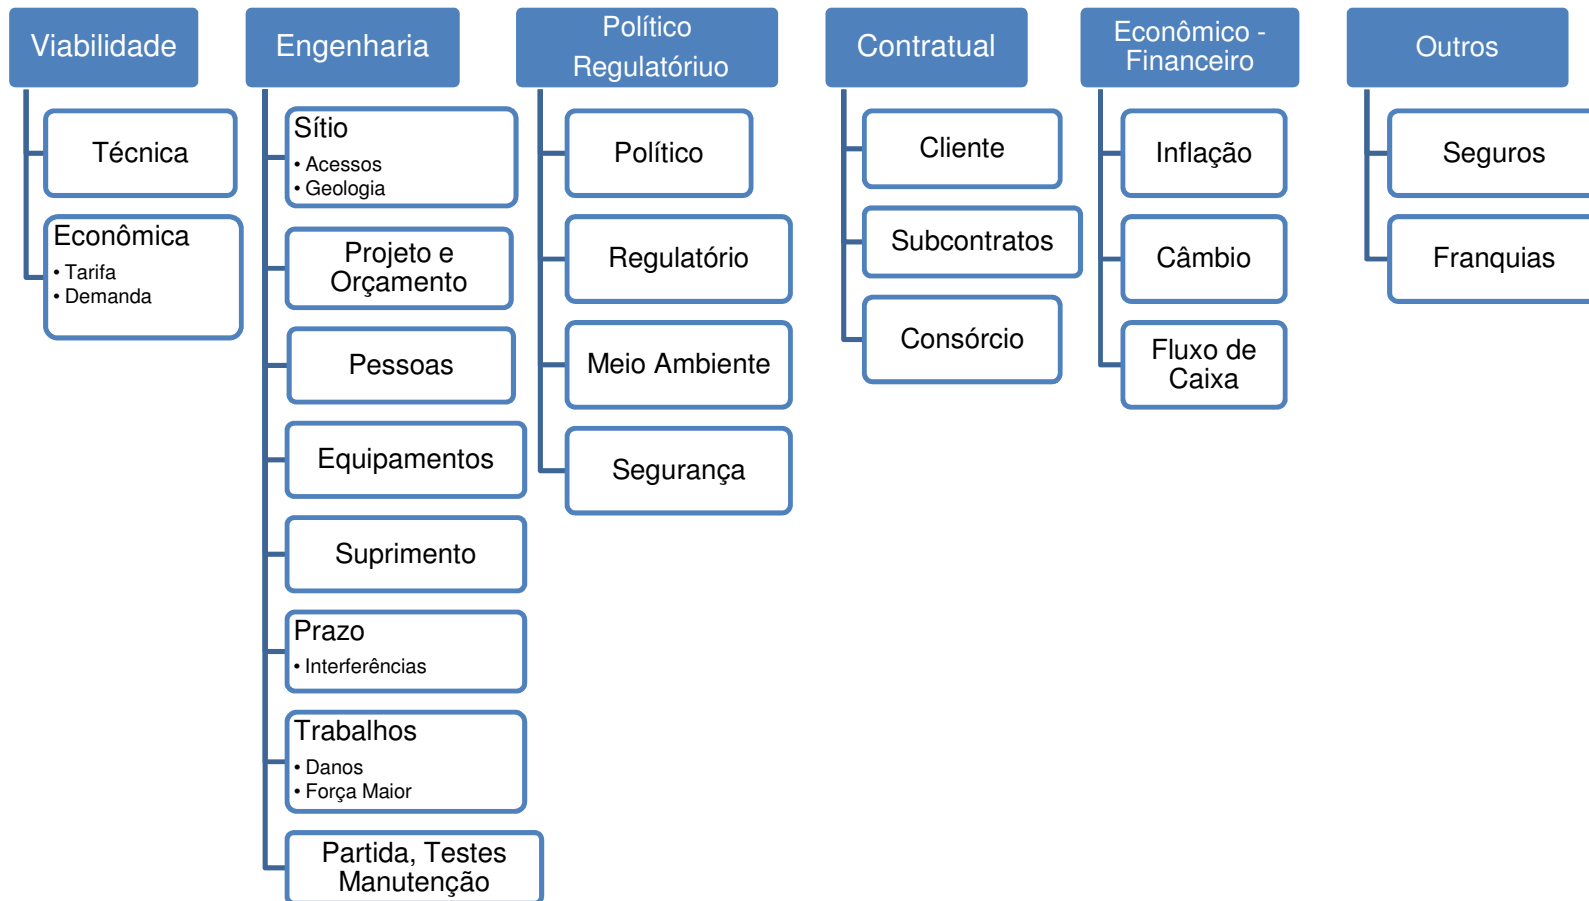 Viabilidade
Técnica
Econômica
• Tarifa
• Demanda
Engenharia
Sítio
• Acessos
• Geologia
Projeto e
Orçamento
Pessoas
Equipamentos
Suprimento
Prazo
• Interferências
Trabalhos
• Danos
• Força Maior
Partida, Testes
Manutenção
Político
Regulatóriuo
Político
Regulatório
Meio Ambiente
Segurança
Contratual
Cliente
Subcontratos
Consórcio
Econômico -
Financeiro
Inflação
Câmbio
Fluxo de
Caixa
Outros
Seguros
Franquias